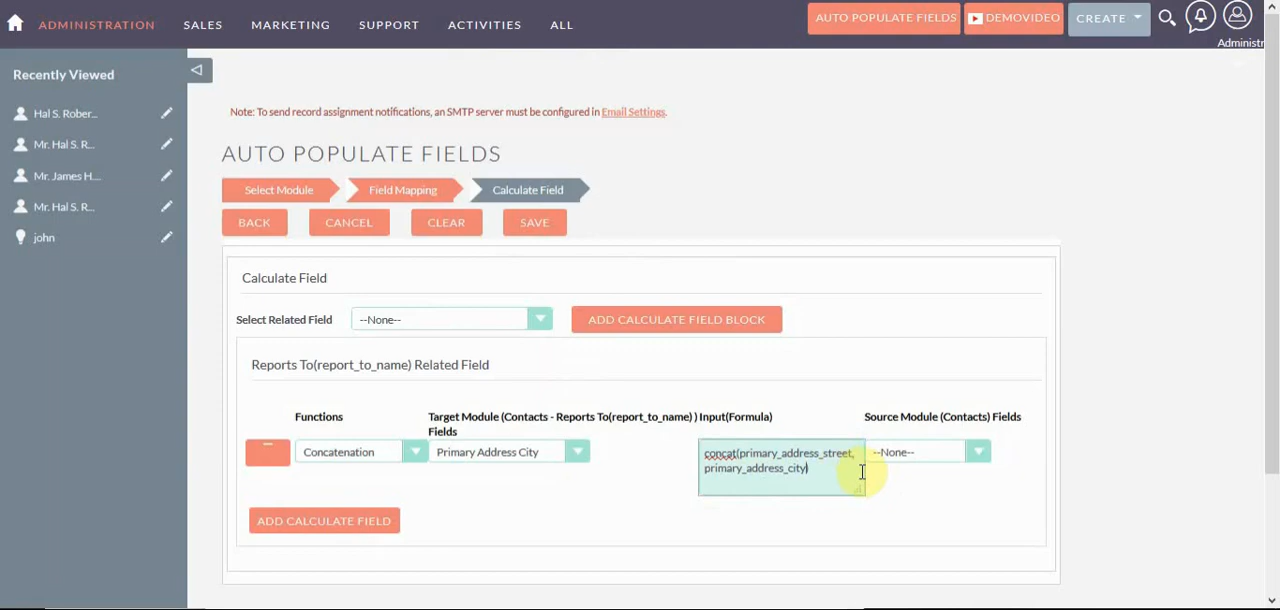 ADMINISTRATION SALES MARKETING SUPPORT ACTIVITIES ALL AUTO POPULATE FIELDS DEMOVIDEO CREATE
Administr
Recently Viewed
Hal S. Rober...
Mr. Hal S. R...
Mr. James H....
Mr. Hal S. R...
john
Note: To send record assignment notifications, an SMTP server must be configured in Email Settings.
AUTO POPULATE FIELDS
Select Module Field Mapping Calculate Field
BACK CANCEL CLEAR SAVE
Calculate Field
Select Related Field --None-- ADD CALCULATE FIELD BLOCK
Reports To(report_to_name) Related Field
Functions Target Module (Contacts - Reports To(report_to_name) ) Input(Formula) Source Module (Contacts) Fields
Fields
Concatenation Primary Address City concat(primary_address_street, --None--
primary_address_city)
ADD CALCULATE FIELD